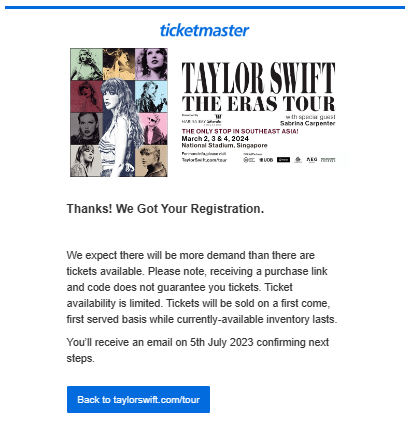 ticketmaster
TAYLOR SWIFT
THE ERAS TOUR
with special guest
Sabrina Carpenter
THE ONLY STOP IN SOUTHEAST ASIA!
March 2, 3 & 4, 2024
National Stadium, Singapore
TaylorSwift.com/tour
UOB
AEG
Thanks! We Got Your Registration.
We expect there will be more demand than there are
tickets available. Please note, receiving a purchase link
and code does not guarantee you tickets. Ticket
availability is limited. Tickets will be sold on a first come,
first served basis while currently-available inventory lasts.
You’ll receive an email on 5th July 2023 confirming next
steps.
Back to taylorswift.com/tour